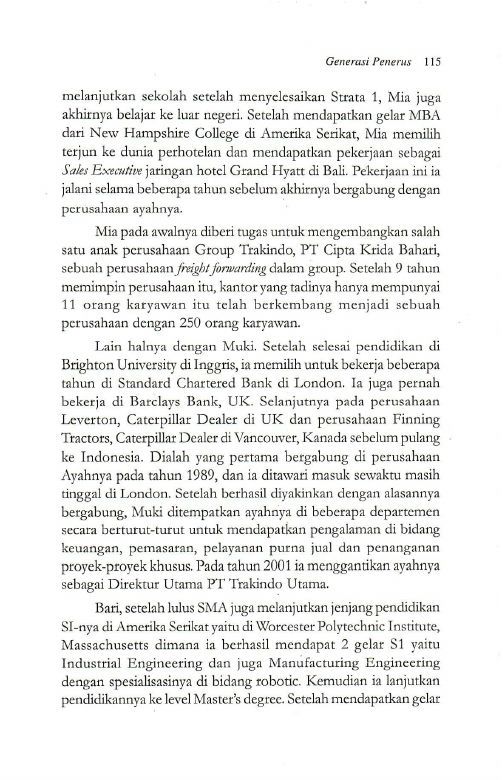 Generasi Penerus 115
melanjutkan sekolah setelah menyelesaikan Strata 1, Mia juga
akhirnya belajar ke luar negeri. Setelah mendapatkan gelar MBA
dari New Hampshire College di Amerika Serikat, Mia memilih
terjun ke dunia perhotelan dan mendapatkan pekerjaan sebagai
Sales Executive jaringan hotel Grand Hyatt di Bali. Pekerjaan ini ia
jalani selama beberapa tahun sebelum akhirnya bergabung dengan
perusahaan ayahnya.
Mia pada awalnya diberi tugas untuk mengembangkan salah
satu anak perusahaan Group Trakindo, PT Cipta Krida Bahari,
sebuah perusahaan freight forwarding dalam group. Setelah 9 tahun
memimpin perusahaan itu, kantor yang tadinya hanya mempunyai
11 orang karyawan itu telah berkembang menjadi sebuah
perusahaan dengan 250 orang karyawan.
Lain halnya dengan Muki. Setelah selesai pendidikan di
Brighton University di Inggris, ia memilih untuk bekerja beberapa
tahun di Standard Chartered Bank di London. Ia juga pernah
bekerja di Barclays Bank, UK. Selanjutnya pada perusahaan
Leverton, Caterpillar Dealer di UK dan perusahaan Finning
Tractors, Caterpillar Dealer di Vancouver, Kanada sebelum pulang
ke Indonesia. Dialah yang pertama bergabung di perusahaan
Ayahnya pada tahun 1989, dan ia ditawari masuk sewaktu masih
tinggal di London. Setelah berhasil diyakinkan dengan alasannya
bergabung, Muki ditempatkan ayahnya di beberapa departemen
secara berturut-turut untuk mendapatkan pengalaman di bidang
keuangan, pemasaran, pelayanan purna jual dan penanganan
proyek-proyek khusus. Pada tahun 2001 ia menggantikan ayahnya
sebagai Direktur Utama PT Trakindo Utama.
Bari, setelah lulus SMA juga melanjutkan jenjang pendidikan
SI-nya di Amerika Serikat yaitu di Worcester Polytechnic Institute,
Massachusetts dimana ia berhasil mendapat 2 gelar S1 yaitu
Industrial Engineering dan juga Manufacturing Engineering
dengan spesialisasinya di bidang robotic. Kemudian ia lanjutkan
pendidikannya ke level Master's degree. Setelah mendapatkan gelar